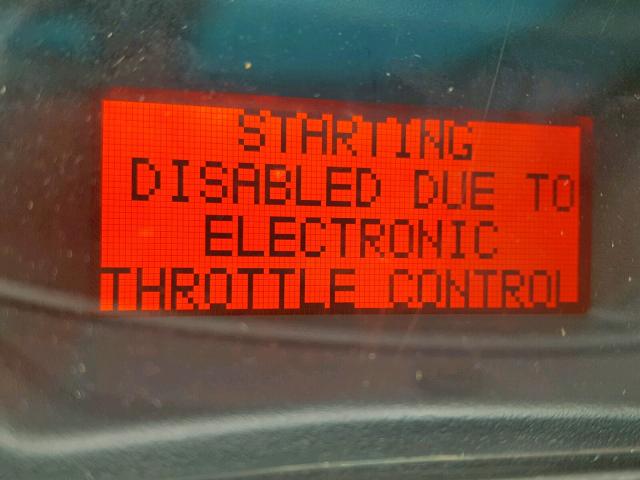 STARTING
DISABLED DUE TO
ELECTRONIC
THROTTLE CONTROL